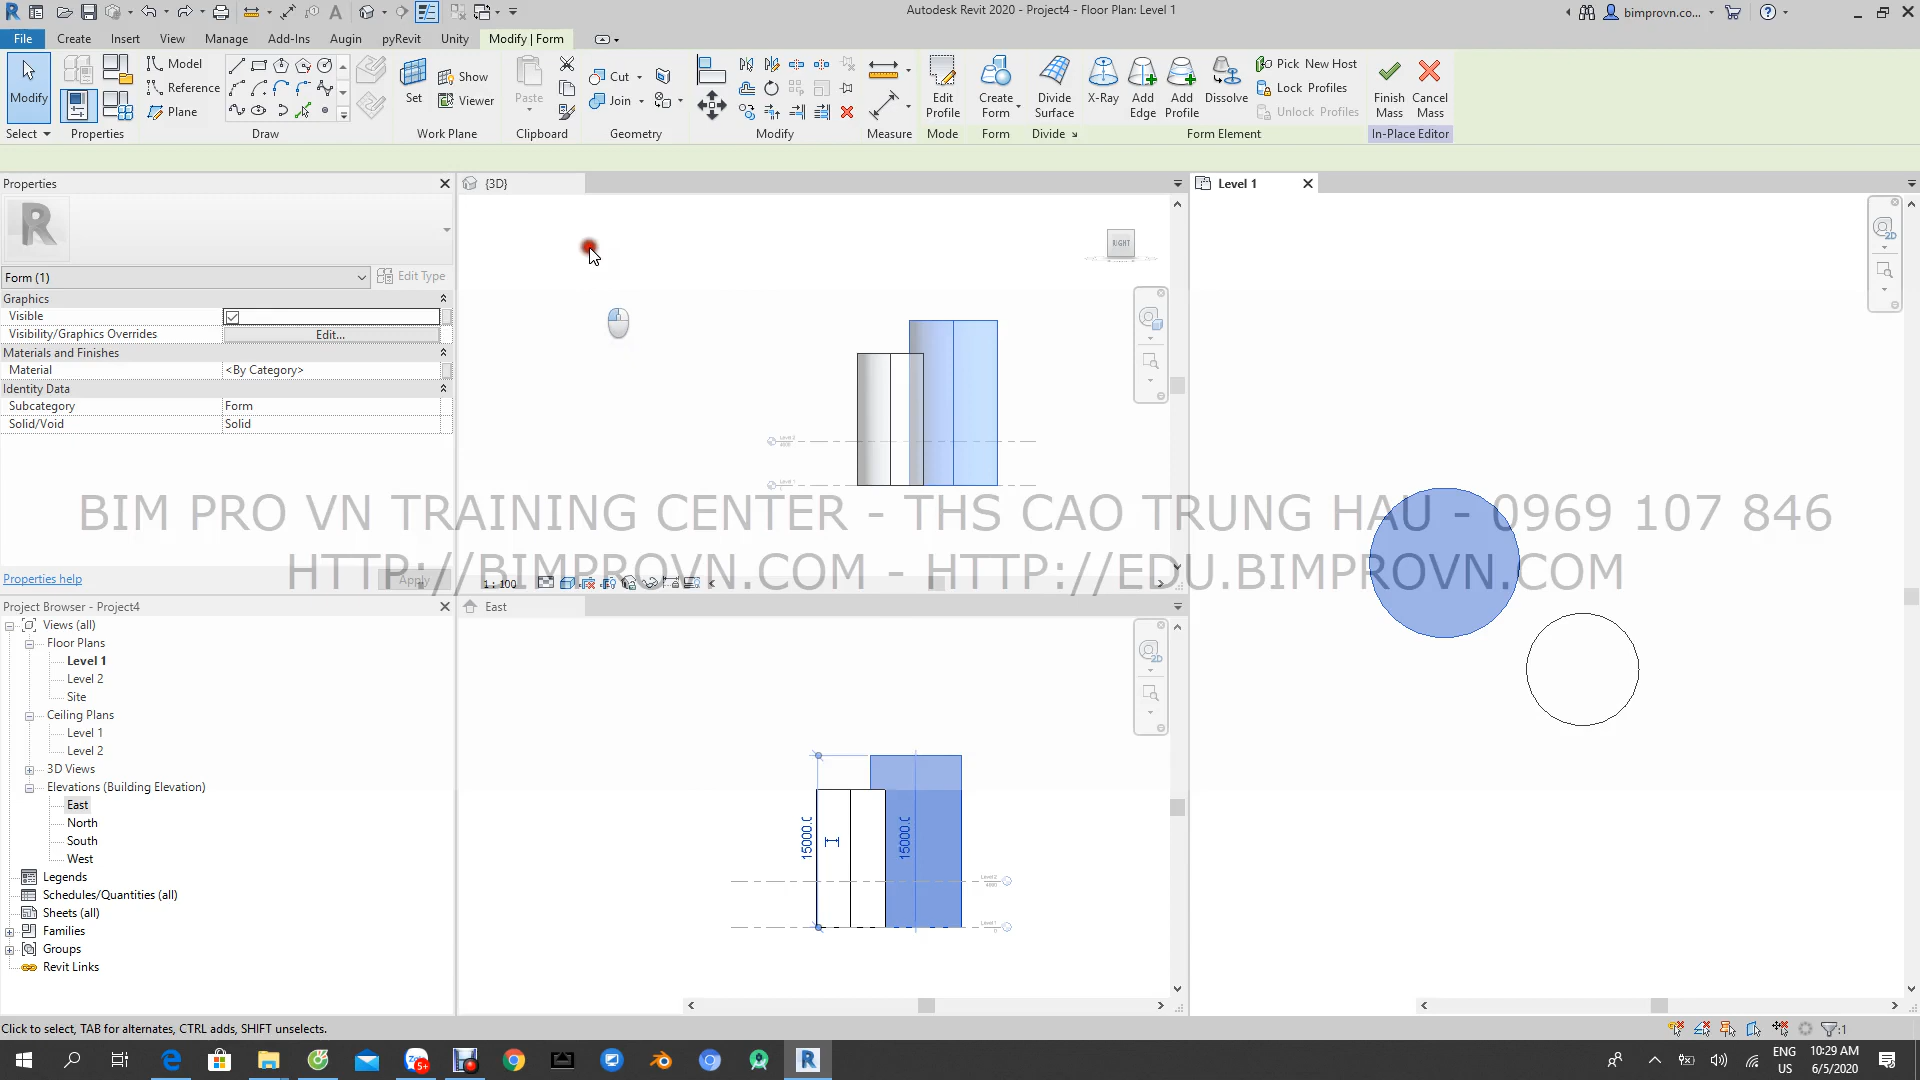 Autodesk Revit 2020 - Project4 - Floor Plan: Level 1
bimprovn.co...
File Create Insert View Manage Add-Ins Augin pyRevit Unity Modify | Form
Modify
Select
Properties
Model
Reference
Plane
Draw
Set
Show
Viewer
Work Plane
Paste
Clipboard
Cut
Join
Geometry
Modify
Measure
Edit Profile
Mode
Create Form
Form
Divide Surface
Divide
X-Ray
Add Edge
Add Profile
Dissolve
Pick New Host
Lock Profiles
Unlock Profiles
Form Element
Finish Mass
Cancel Mass
In-Place Editor
Properties
{3D}
Level 1
R
Form (1)
Edit Type
Graphics
Visible
Visibility/Graphics Overrides Edit...
Materials and Finishes
Material <By Category>
Identity Data
Subcategory Form
Solid/Void Solid
RIGHT
2D
BIM PRO VN TRAINING CENTER - THS CAO TRUNG HAU - 0969 107 846
HTTP://BIMPROVN.COM - HTTP://EDU.BIMPROVN.COM
Properties help
Apply
1 : 100
Project Browser - Project4
East
Views (all)
Floor Plans
Level 1
Level 2
Site
Ceiling Plans
Level 1
Level 2
3D Views
Elevations (Building Elevation)
East
North
South
West
Legends
Schedules/Quantities (all)
Sheets (all)
Families
Groups
Revit Links
2D
15000.0
15000.0
Click to select, TAB for alternates, CTRL adds, SHIFT unselects.
:1
ENG
US
10:29 AM
6/5/2020